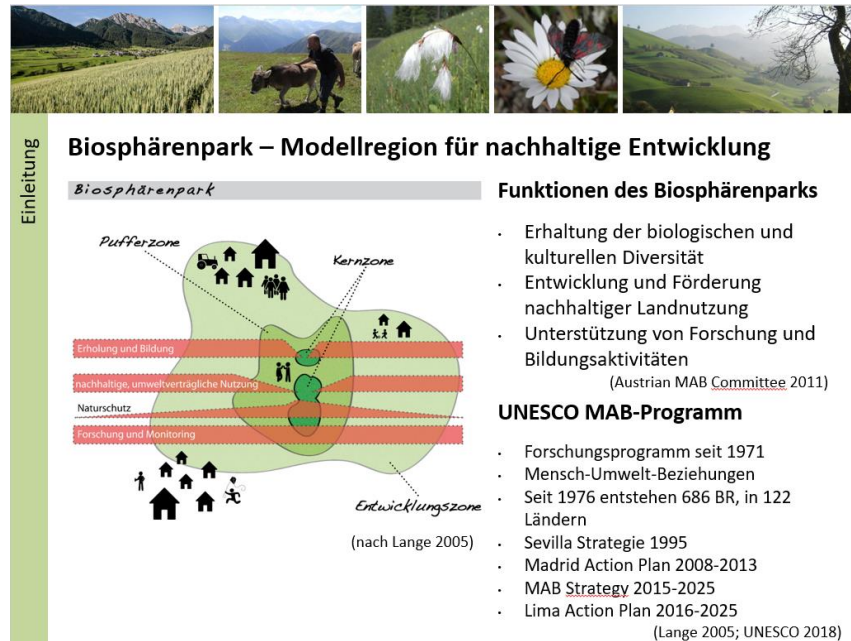 Einleitung
Biosphärenpark – Modellregion für nachhaltige Entwicklung
Biosphärenpark
Pufferzone
Kernzone
Erholung und Bildung
nachhaltige, umweltverträgliche Nutzung
Naturschutz
Forschung und Monitoring
Entwicklungszone
(nach Lange 2005)
Funktionen des Biosphärenparks
· Erhaltung der biologischen und
kulturellen Diversität
· Entwicklung und Förderung
nachhaltiger Landnutzung
· Unterstützung von Forschung und
Bildungsaktivitäten
(Austrian MAB Committee 2011)
UNESCO MAB-Programm
· Forschungsprogramm seit 1971
· Mensch-Umwelt-Beziehungen
· Seit 1976 entstehen 686 BR, in 122
Ländern
· Sevilla Strategie 1995
· Madrid Action Plan 2008-2013
· MAB Strategy 2015-2025
· Lima Action Plan 2016-2025
(Lange 2005; UNESCO 2018)